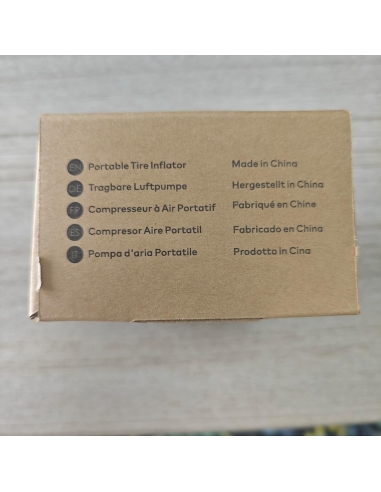 EN Portable Tire Inflator Made in China
DE Tragbare Luftpumpe Hergestellt in China
FR Compresseur à Air Portatif Fabriqué en Chine
ES Compresor Aire Portatil Fabricado en China
IT Pompa d'aria Portatile Prodotto in Cina